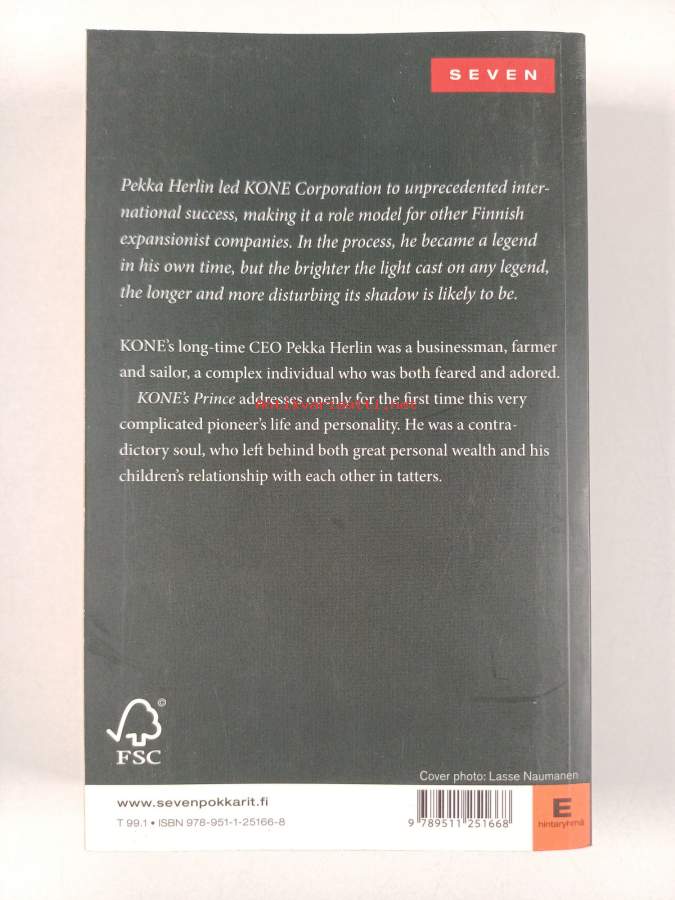 SEVEN
Pekka Herlin led KONE Corporation to unprecedented inter-
national success, making it a role model for other Finnish
expansionist companies. In the process, he became a legend
in his own time, but the brighter the light cast on any legend,
the longer and more disturbing its shadow is likely to be.
KONE's long-time CEO Pekka Herlin was a businessman, farmer
and sailor, a complex individual who was both feared and adored.
KONE's Prince addresses openly for the first time this very
antikvariaatti.net
complicated pioneer's life and personality. He was a contra-
dictory soul, who left behind both great personal wealth and his
children's relationship with each other in tatters.
©
FSC
Cover photo: Lasse Naumanen
www.sevenpokkarit.fi
T 99.1 • ISBN 978-951-1-25166-8
9 789511 251668
E
hintaryhmä